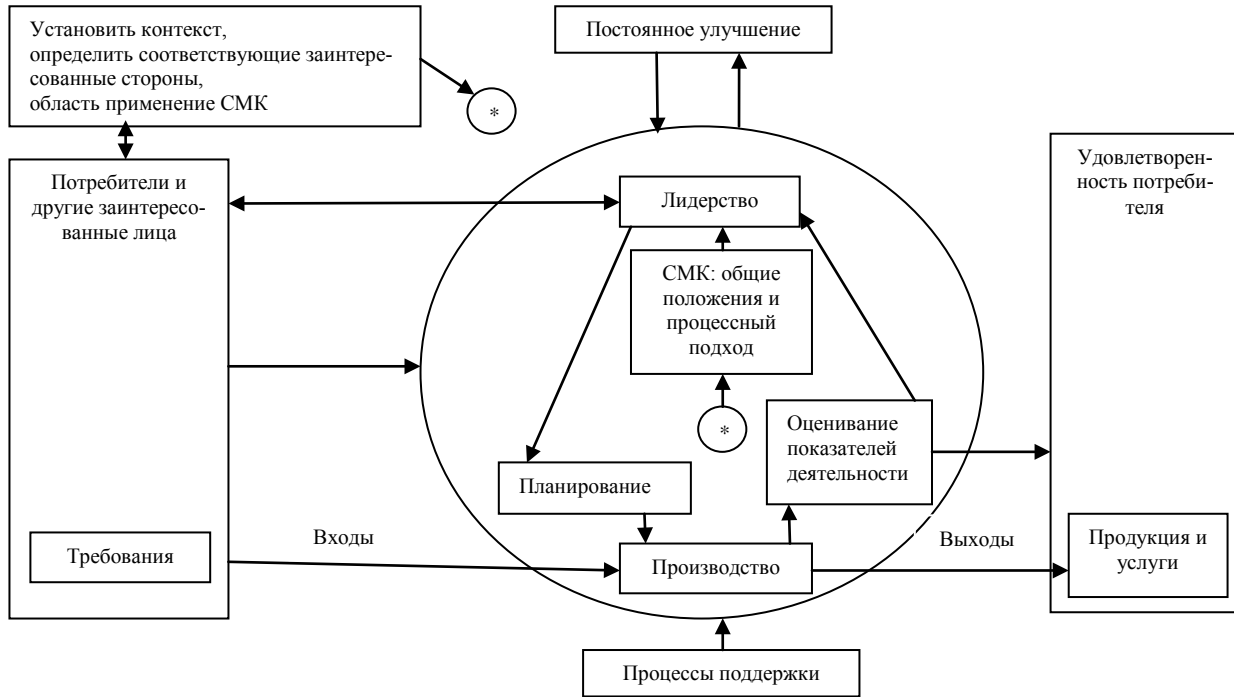 Установить контекст,
определить соответствующие заинтере-
сованные стороны,
область применение СМК
*
Постоянное улучшение
Потребители и
другие заинтересо-
ванные лица
Требования
Входы
Лидерство
СМК: общие
положения и
процессный
подход
*
Оценивание
показателей
деятельности
Планирование
Производство
Выходы
Удовлетворен-
ность потреби-
теля
Продукция и
услуги
Процессы поддержки